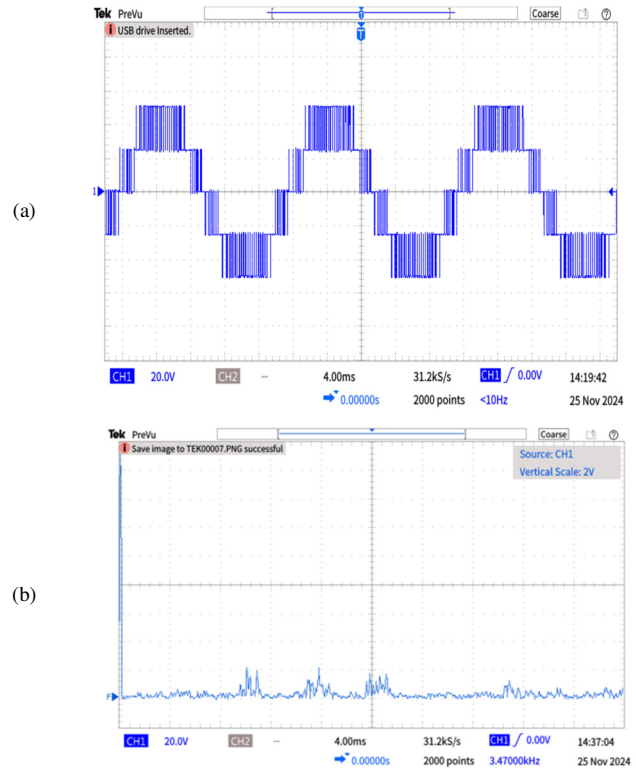 Tek PreVu T Coarse
i USB drive Inserted.
T
(a)
1
CH1 20.0V CH2 -- 4.00ms 31.2kS/s CH1 0.00V 14:19:42
0.00000s 2000 points <10Hz 25 Nov 2024
Tek PreVu Coarse
i Save image to TEK00007.PNG successful
Source: CH1
Vertical Scale: 2V
(b)
F
CH1 20.0V CH2 -- 4.00ms 31.2kS/s CH1 0.00V 14:37:04
0.00000s 2000 points 3.47000kHz 25 Nov 2024